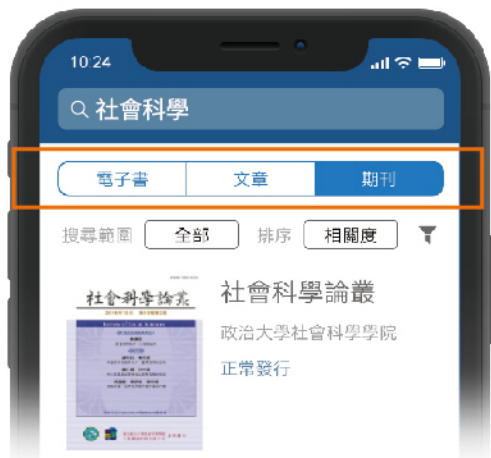 10:24
社會科學
電子書 文章 期刊
搜尋範圍 全部 排序 相關度
社會科學論叢
政治大學社會科學學院
正常發行
社會科學論叢